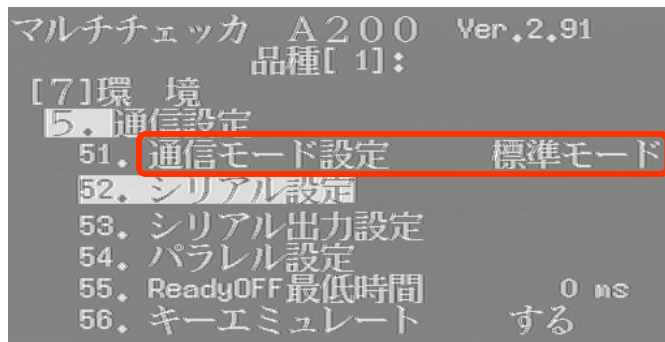 マルチチェッカ A200 Ver.2.91
品種[ 1]:
[7]環 境
5. 通信設定
51. 通信モード設定 標準モード
52. シリアル設定
53. シリアル出力設定
54. パラレル設定
55. ReadyOFF最低時間 0 ms
56. キーエミュレート する